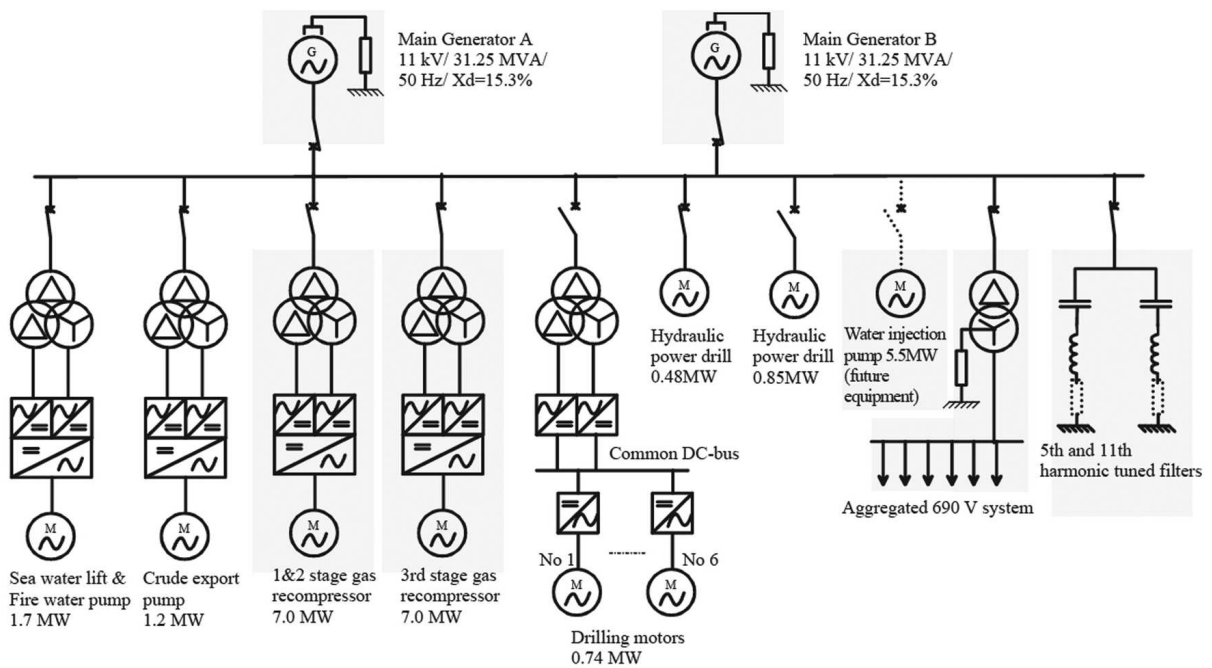 G
Main Generator A
11 kV/ 31.25 MVA/
50 Hz/ Xd=15.3%
G
Main Generator B
11 kV/ 31.25 MVA/
50 Hz/ Xd=15.3%
M
Hydraulic
power drill
0.48MW
M
Hydraulic
power drill
0.85MW
M
Water injection
pump 5.5MW
(future
equipment)
5th and 11th
harmonic tuned filters
Common DC-bus
Aggregated 690 V system
M
Sea water lift &
Fire water pump
1.7 MW
M
Crude export
pump
1.2 MW
M
1&2 stage gas
recompressor
7.0 MW
M
3rd stage gas
recompressor
7.0 MW
No 1
M
No 6
M
Drilling motors
0.74 MW